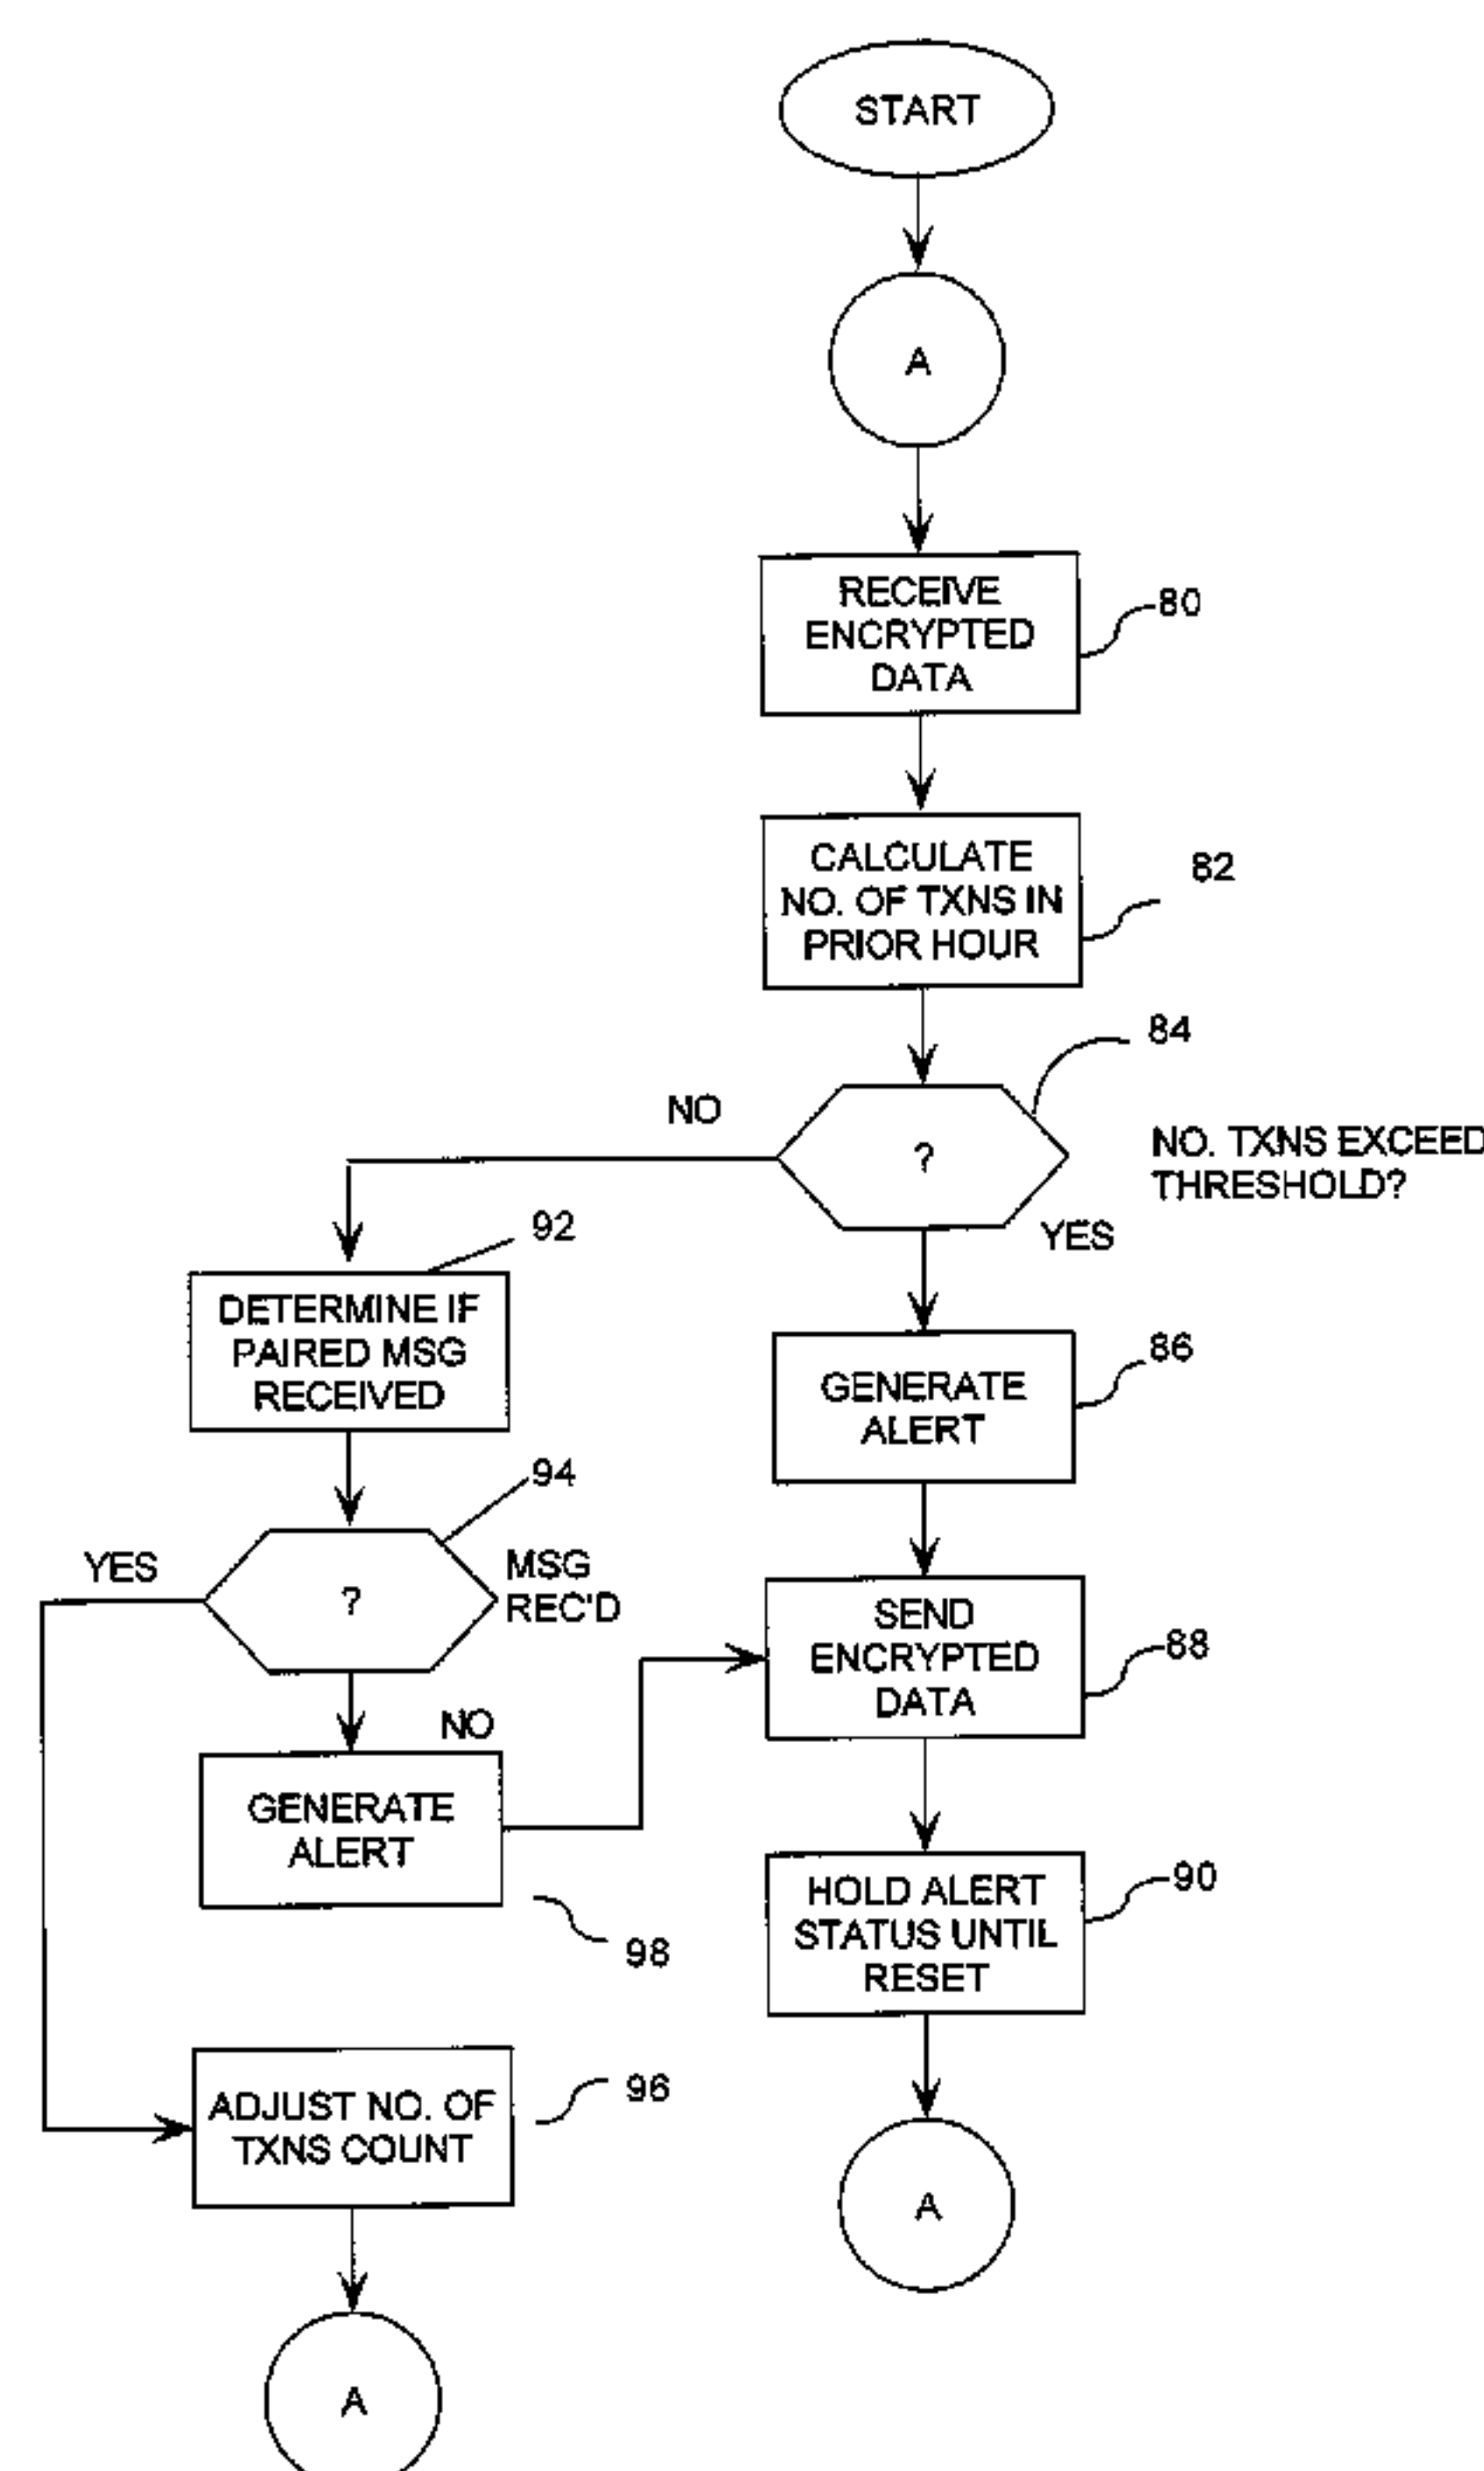 START
A
RECEIVE
ENCRYPTED
DATA
80
CALCULATE
NO. OF TXNS IN
PRIOR HOUR
82
84
NO
?
NO. TXNS EXCEED
THRESHOLD?
YES
92
DETERMINE IF
PAIRED MSG
RECEIVED
86
GENERATE
ALERT
94
YES
?
MSG
REC'D
SEND
ENCRYPTED
DATA
88
NO
GENERATE
ALERT
98
HOLD ALERT
STATUS UNTIL
RESET
90
ADJUST NO. OF
TXNS COUNT
96
A
A